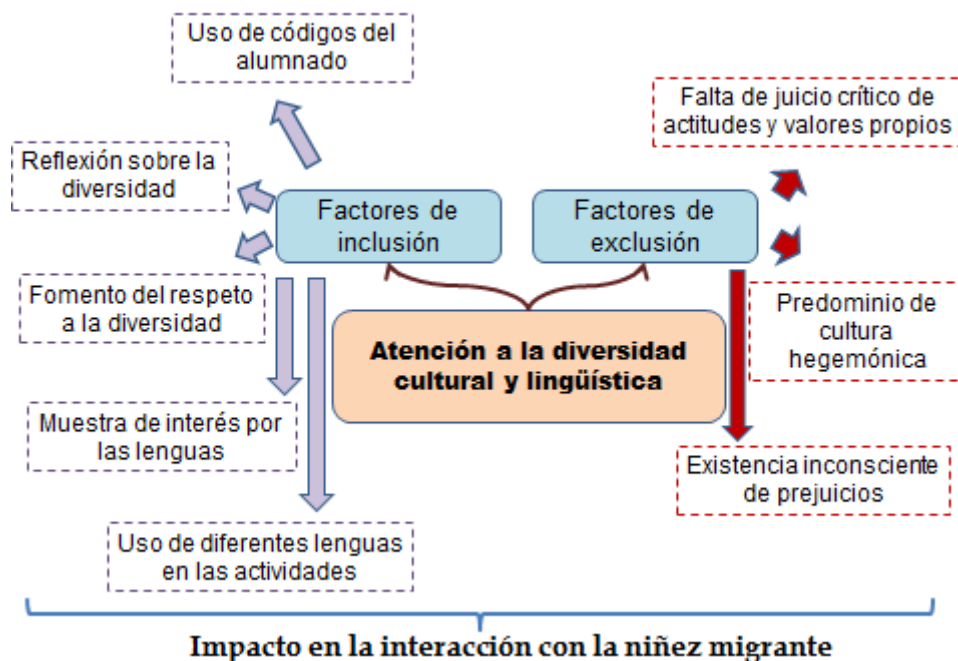 Uso de códigos del
alumnado
Falta de juicio crítico de
actitudes y valores propios
Reflexión sobre la
diversidad
Factores de
inclusión
Factores de
exclusión
Fomento del respeto
a la diversidad
Predominio de
cultura
hegemónica
Atención a la diversidad
cultural y lingüística
Muestra de interés por
las lenguas
Existencia inconsciente
de prejuicios
Uso de diferentes lenguas
en las actividades
Impacto en la interacción con la niñez migrante